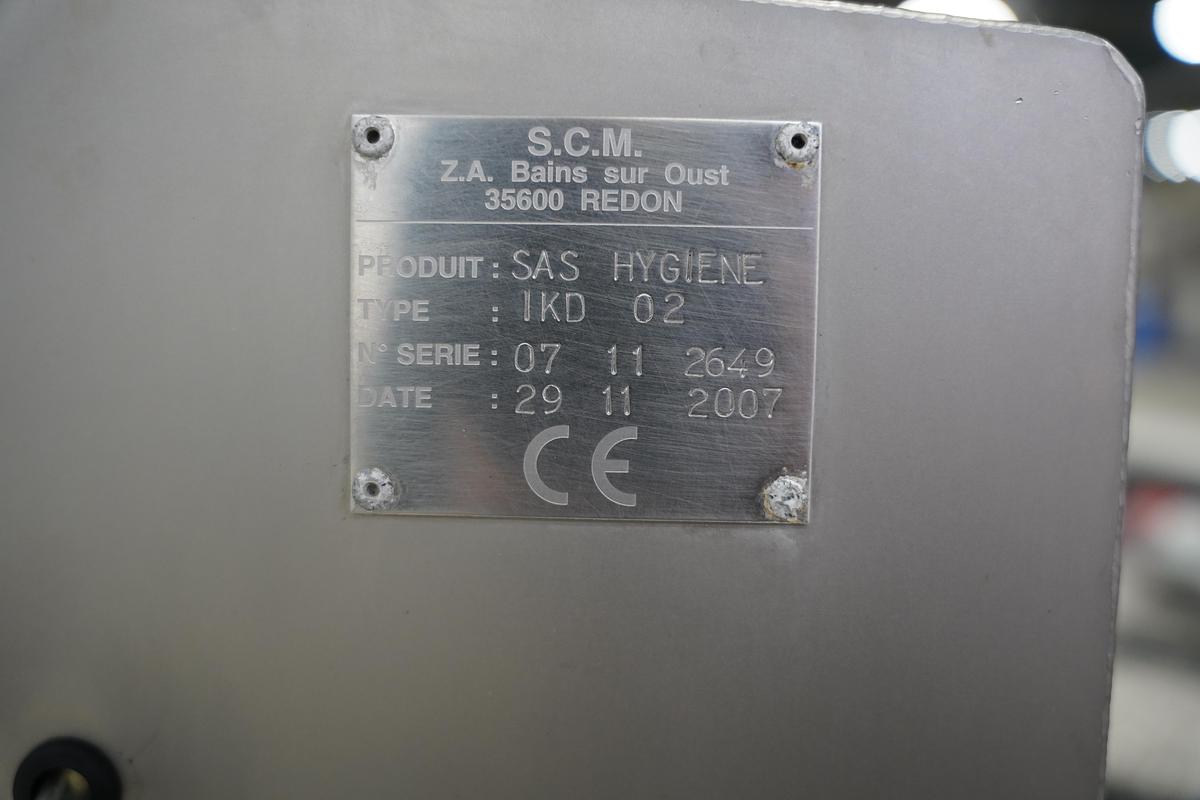 S.C.M.
Z.A. Bains sur Oust
35600 REDON
PRODUIT : SAS HYGIENE
TYPE : IKD 02
N° SERIE : 07 11 2649
DATE : 29 11 2007
CE